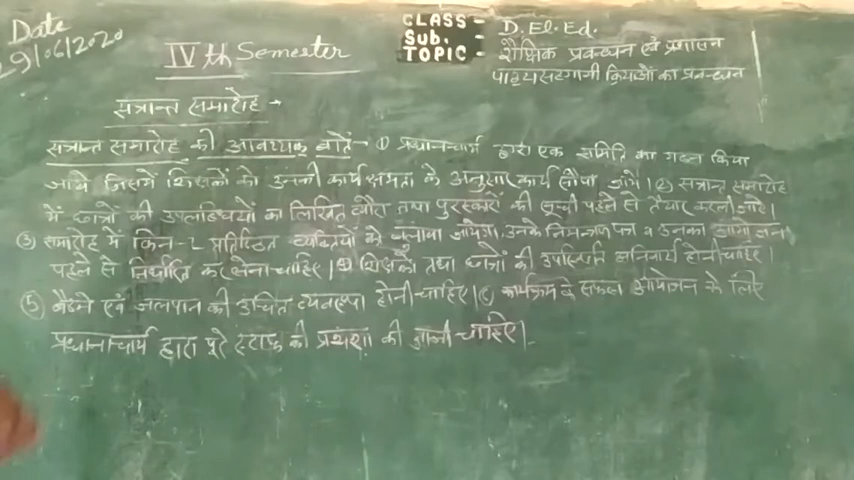 Date
29/06/2020
CLASS - D.El.Ed.
Sub. - शैक्षिक प्रबन्धन एवं प्रशासन
TOPIC - पाठ्यसहगामी क्रियाओं का प्रबन्धन
IVth Semester
सत्रान्त समारोह -
सत्रान्त समारोह की आवश्यक बातें - ① प्रधानाचार्य द्वारा एक समिति का गठन किया
जाये जिसमें शिक्षकों को उनकी कार्यक्षमता के अनुसार कार्य सौंपा जाये। ② सत्रान्त समारोह
में छात्रों की उपलब्धियों का लिखित ब्यौरा तथा पुरस्कारों की सूची पहले से तैयार करली जाये।
③ समारोह में किन-2 प्रतिष्ठित व्यक्तियों को बुलाया जायेगा, उनके निमन्त्रण पत्र व उनका
पहले से निर्धारित कर लेना चाहिए। ④ शिक्षकों तथा छात्रों की उपस्थिति अनिवार्य होनी चाहिए।
⑤ बैठने एवं जलपान की उचित व्यवस्था होनी चाहिए। ⑥ कार्यक्रम के सफल आयोजन के लिए
प्रधानाचार्य द्वारा पूरे स्टाफ की प्रशंशा की जानी चाहिए।